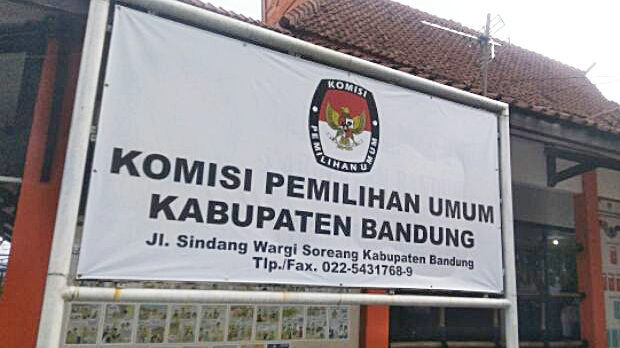 KOMISI
PEMILIHAN UMUM
KOMISI PEMILIHAN UMUM
KABUPATEN BANDUNG
Jl. Sindang Wargi Soreang Kabupaten Bandung
Tlp./Fax. 022-5431768-9